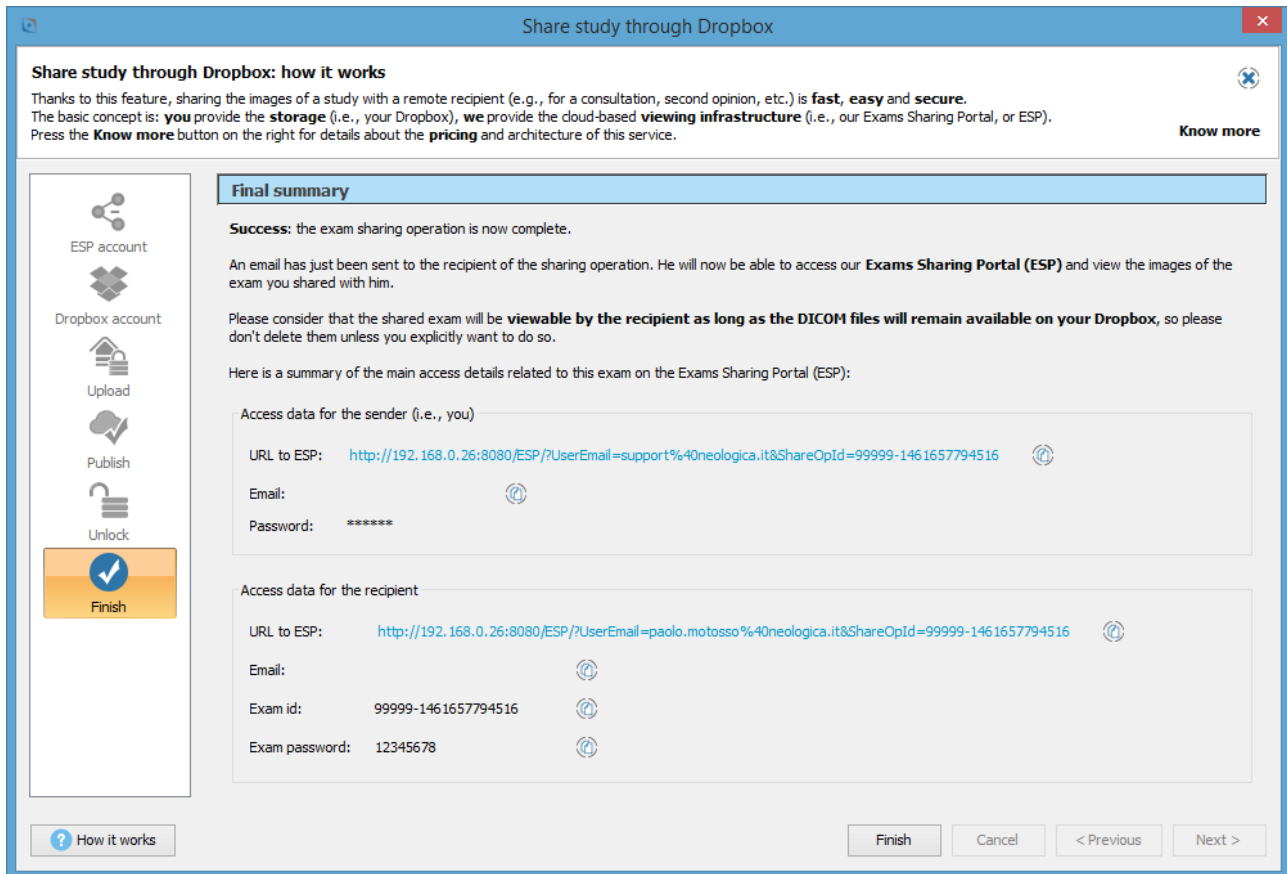 Share study through Dropbox
Share study through Dropbox: how it works
Thanks to this feature, sharing the images of a study with a remote recipient (e.g., for a consultation, second opinion, etc.) is fast, easy and secure.
The basic concept is: you provide the storage (i.e., your Dropbox), we provide the cloud-based viewing infrastructure (i.e., our Exams Sharing Portal, or ESP).
Press the Know more button on the right for details about the pricing and architecture of this service.
Know more
ESP account
Dropbox account
Upload
Publish
Unlock
Finish
Final summary
Success: the exam sharing operation is now complete.
An email has just been sent to the recipient of the sharing operation. He will now be able to access our Exams Sharing Portal (ESP) and view the images of the
exam you shared with him.
Please consider that the shared exam will be viewable by the recipient as long as the DICOM files will remain available on your Dropbox, so please
don't delete them unless you explicitly want to do so.
Here is a summary of the main access details related to this exam on the Exams Sharing Portal (ESP):
Access data for the sender (i.e., you)
URL to ESP: http://192.168.0.26:8080/ESP/?UserEmail=support%40neologica.it&ShareOpId=99999-1461657794516
Email:
Password: ******
Access data for the recipient
URL to ESP: http://192.168.0.26:8080/ESP/?UserEmail=paolo.motosso%40neologica.it&ShareOpId=99999-1461657794516
Email:
Exam id: 99999-1461657794516
Exam password: 12345678
? How it works
Finish
Cancel
< Previous
Next >